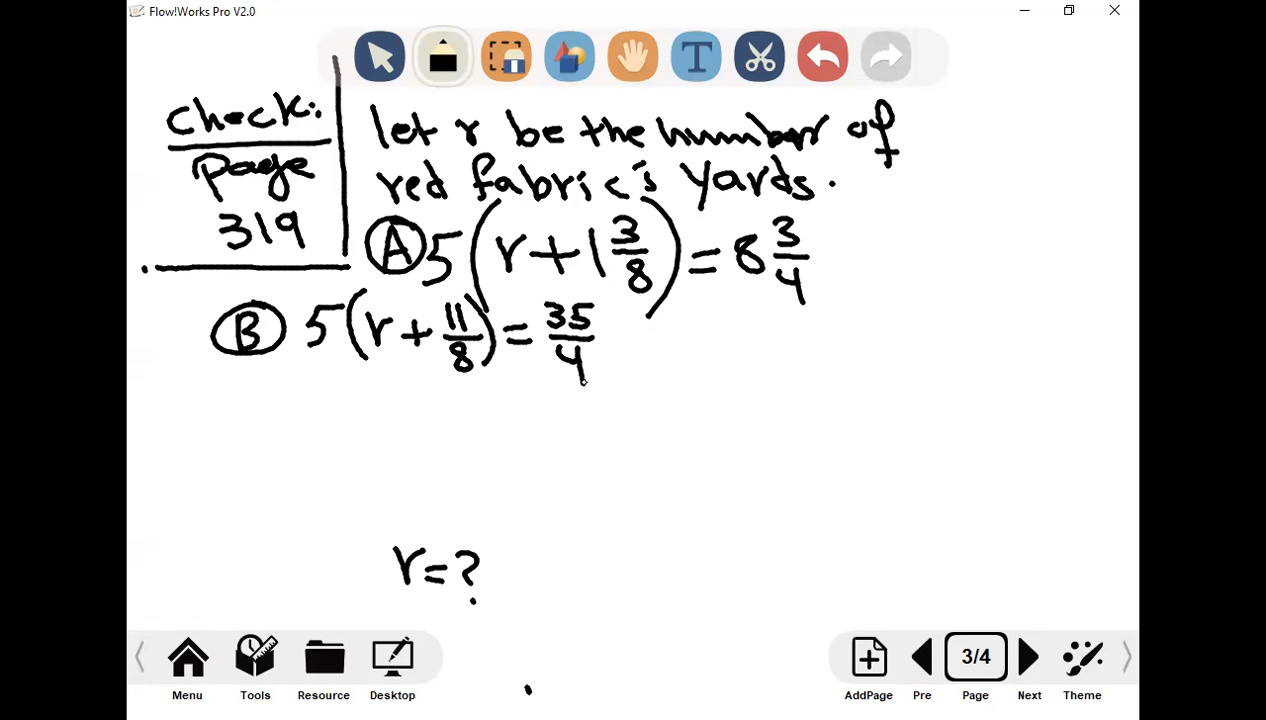 Flow!Works Pro V2.0
check:
page
319
let r be the number of
red fabric's yards.
A 5(r + 1 3/8) = 8 3/4
B 5(r + 11/8) = 35/4
r = ?
Menu Tools Resource Desktop
3/4
AddPage Pre Page Next Theme